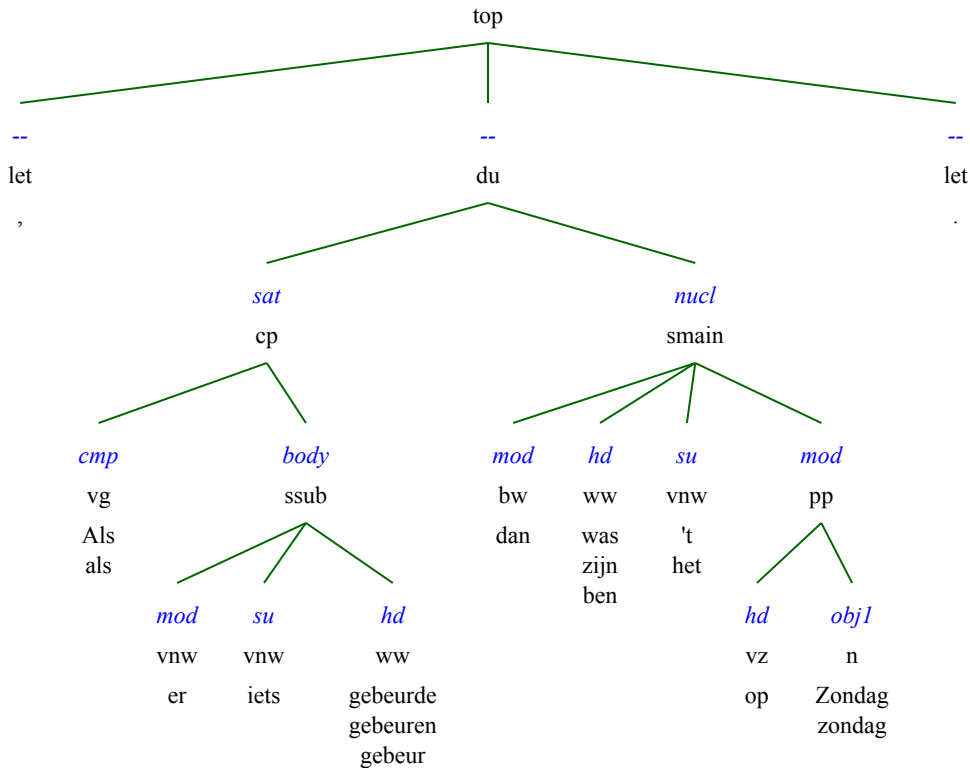 top
-- -- --
let du let
, .
sat nucl
cp smain
cmp body mod hd su mod
vg ssub bw ww vnw pp
Als dan was 't
als zijn het
ben
mod su hd hd obj1
vnw vnw ww vz n
er iets gebeurde op Zondag
gebeuren zondag
gebeur